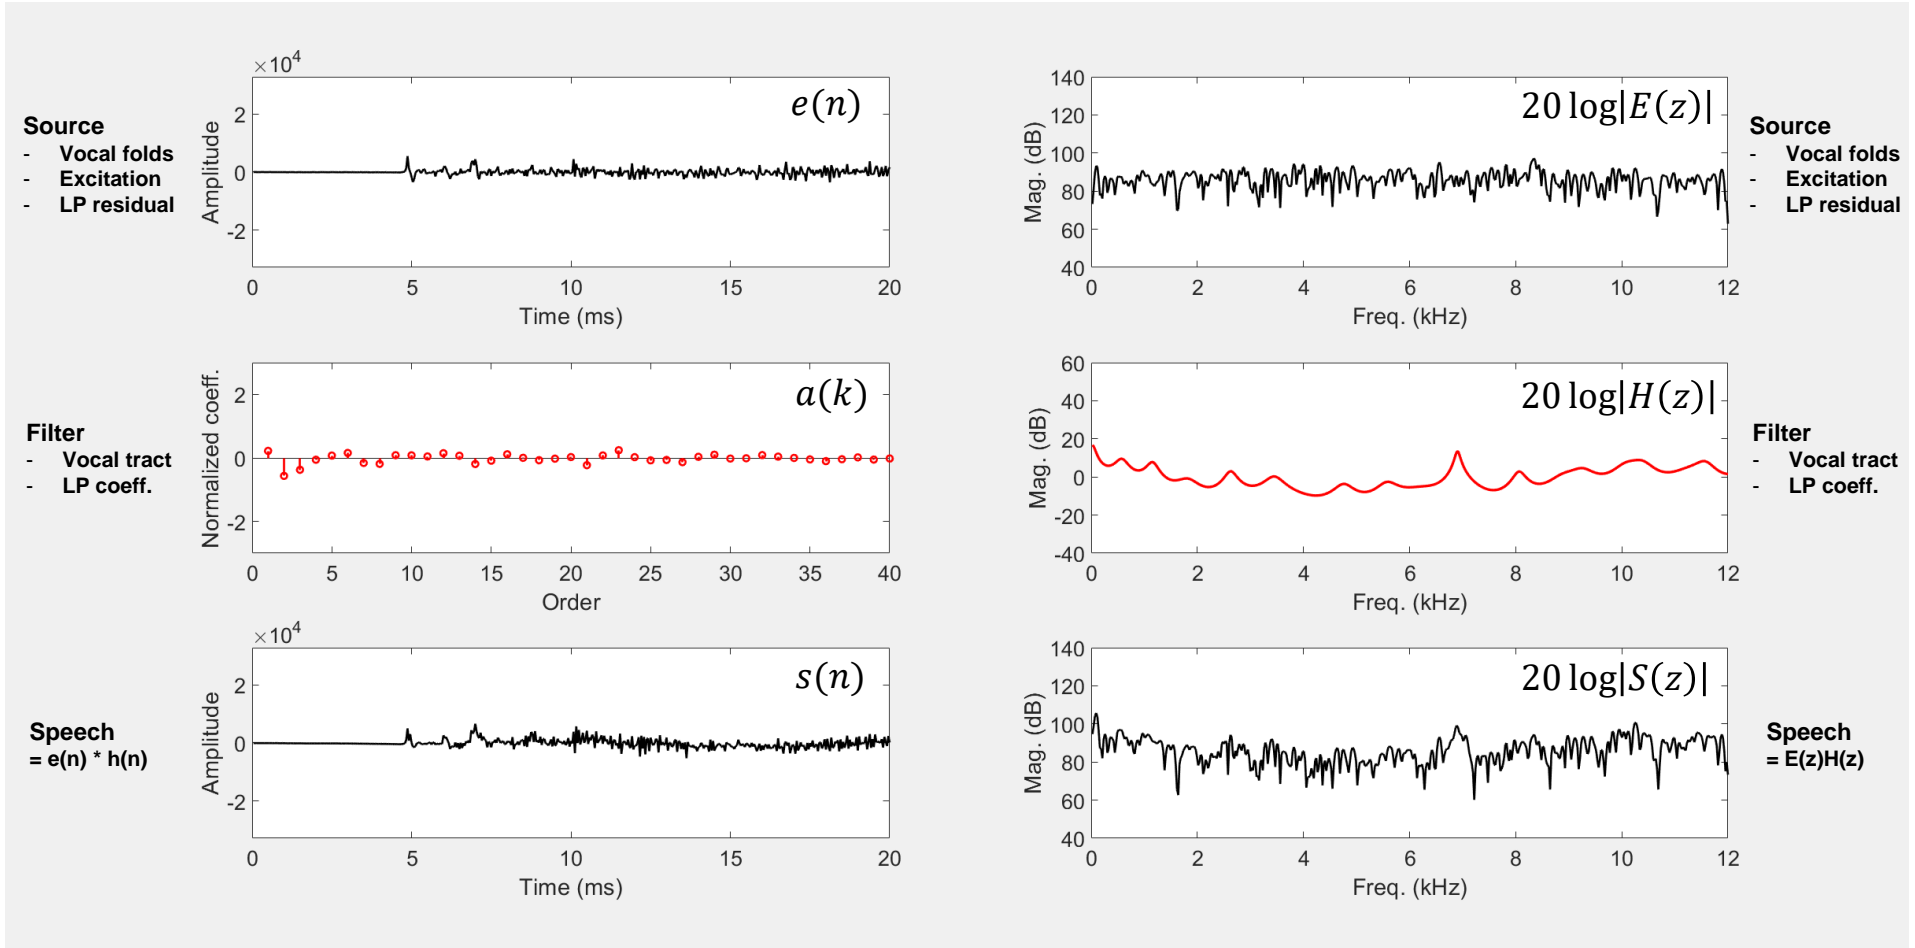 ×10⁴
e(n)
2
0
-2
Amplitude
0 5 10 15 20
Time (ms)
Source
- Vocal folds
- Excitation
- LP residual
20 log|E(z)|
140
120
100
80
60
40
Mag. (dB)
0 2 4 6 8 10 12
Freq. (kHz)
Source
- Vocal folds
- Excitation
- LP residual
Filter
- Vocal tract
- LP coeff.
a(k)
2
0
-2
Normalized coeff.
0 5 10 15 20 25 30 35 40
Order
20 log|H(z)|
60
40
20
0
-20
-40
Mag. (dB)
0 2 4 6 8 10 12
Freq. (kHz)
Filter
- Vocal tract
- LP coeff.
Speech
= e(n) * h(n)
×10⁴
s(n)
2
0
-2
Amplitude
0 5 10 15 20
Time (ms)
20 log|S(z)|
140
120
100
80
60
40
Mag. (dB)
0 2 4 6 8 10 12
Freq. (kHz)
Speech
= E(z)H(z)